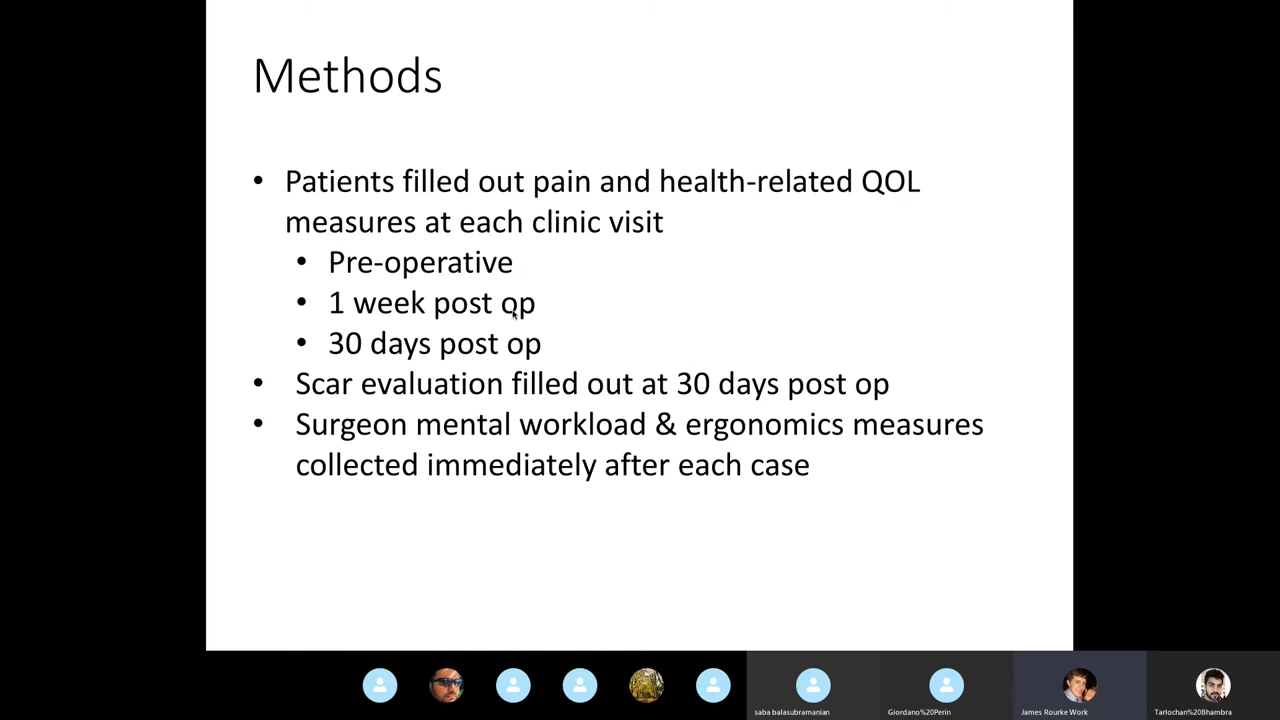 Methods
• Patients filled out pain and health-related QOL
measures at each clinic visit
• Pre-operative
• 1 week post op
• 30 days post op
• Scar evaluation filled out at 30 days post op
• Surgeon mental workload & ergonomics measures
collected immediately after each case
saba balasubramanian
Giordano%20Perin
James Rourke Work
Tarlochan%20Bhambra